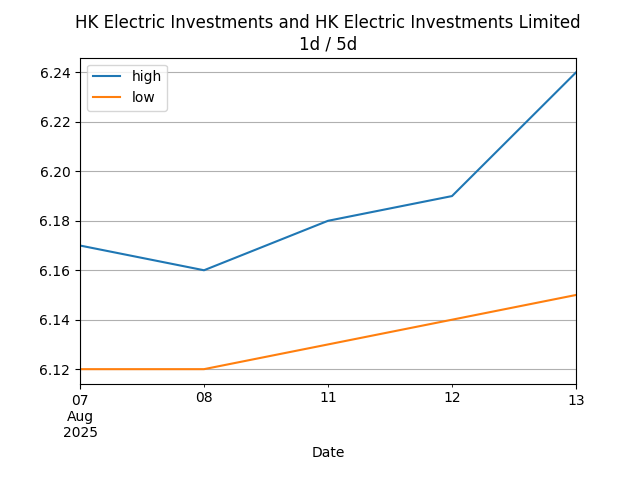 HK Electric Investments and HK Electric Investments Limited
1d / 5d
high
low
6.24
6.22
6.20
6.18
6.16
6.14
6.12
07
Aug
2025
08
11
12
13
Date